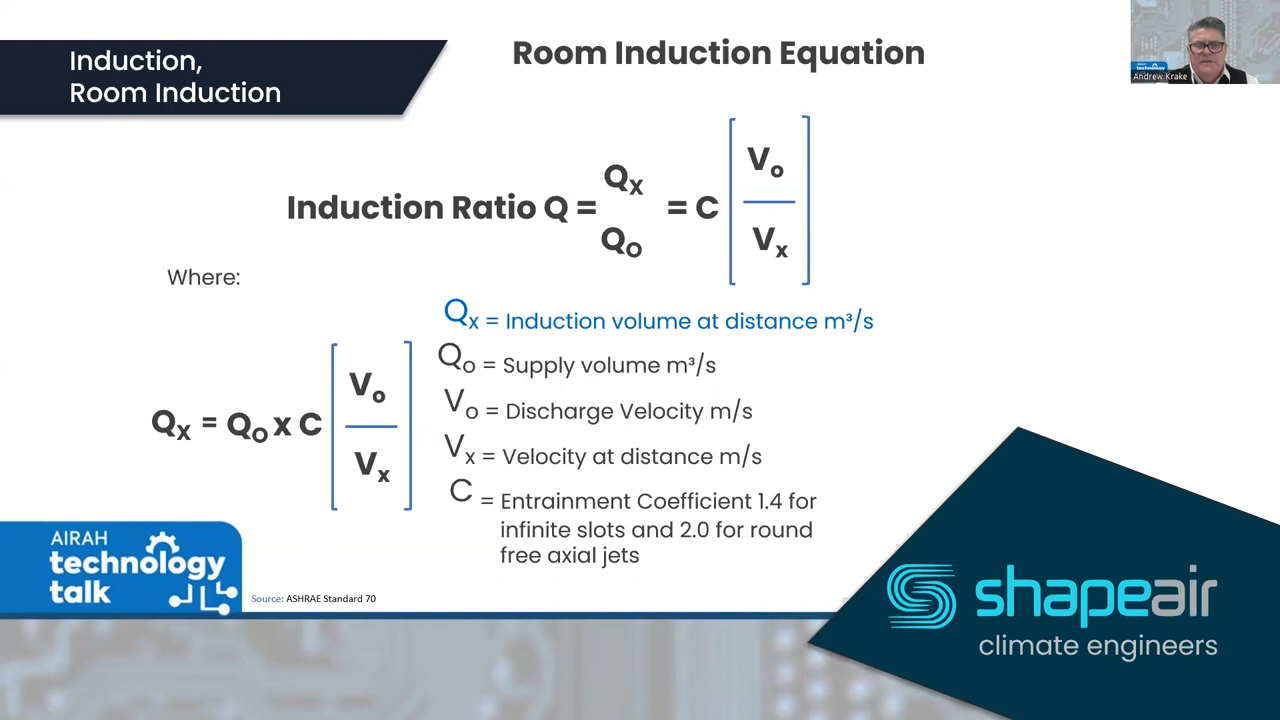 Induction,
Room Induction
Room Induction Equation
AIRAH
technology
Andrew Krake
Induction Ratio Q = Qx / Qo = C [Vo / Vx]
Where:
Qx = Qo x C [Vo / Vx]
Qx = Induction volume at distance m³/s
Qo = Supply volume m³/s
Vo = Discharge Velocity m/s
Vx = Velocity at distance m/s
C = Entrainment Coefficient 1.4 for
infinite slots and 2.0 for round
free axial jets
AIRAH
technology
talk
Source: ASHRAE Standard 70
shapeair
climate engineers